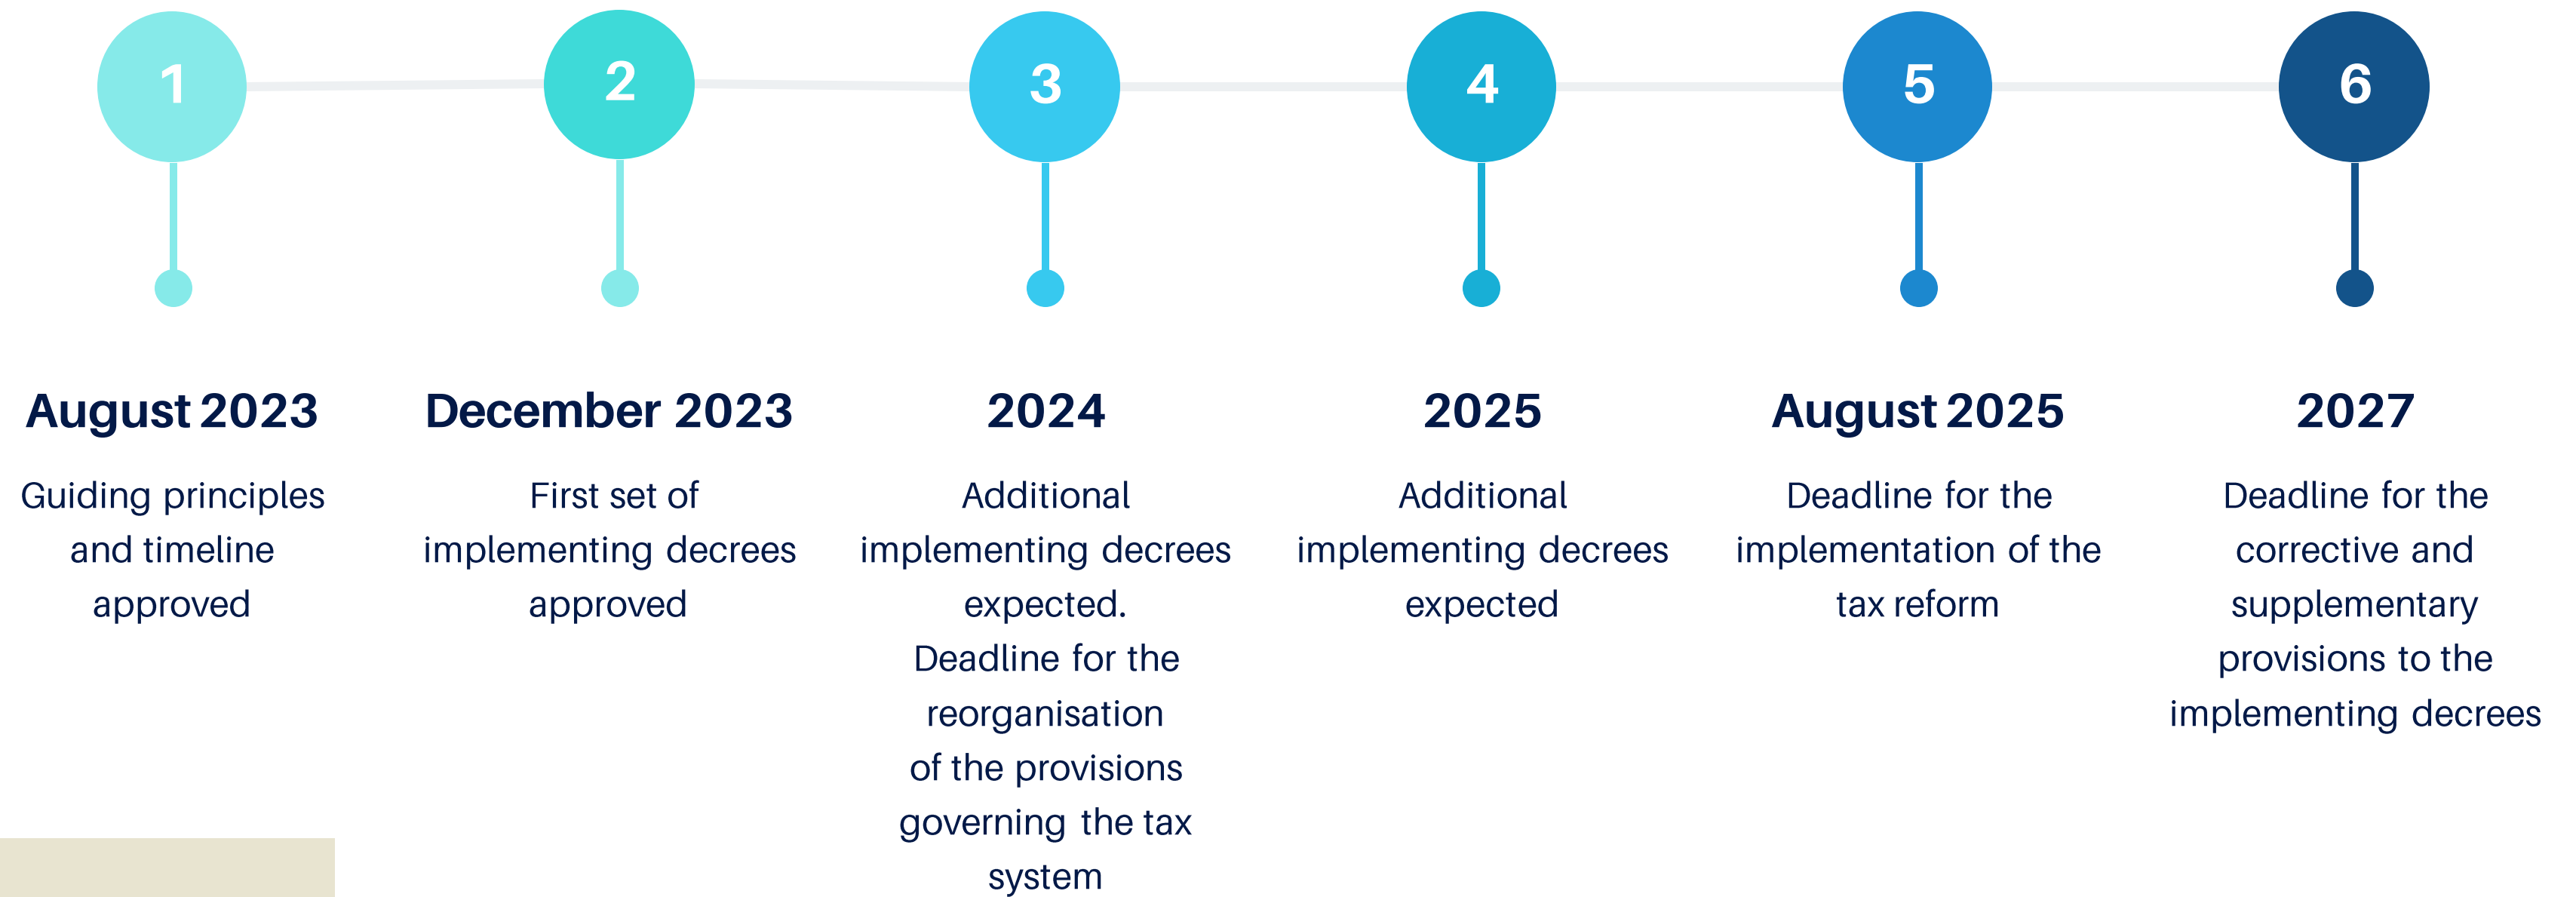 1
2
3
4
5
6
August 2023
Guiding principles
and timeline
approved
December 2023
First set of
implementing decrees
approved
2024
Additional
implementing decrees
expected.
Deadline for the
reorganisation
of the provisions
governing the tax
system
2025
Additional
implementing decrees
expected
August 2025
Deadline for the
implementation of the
tax reform
2027
Deadline for the
corrective and
supplementary
provisions to the
implementing decrees